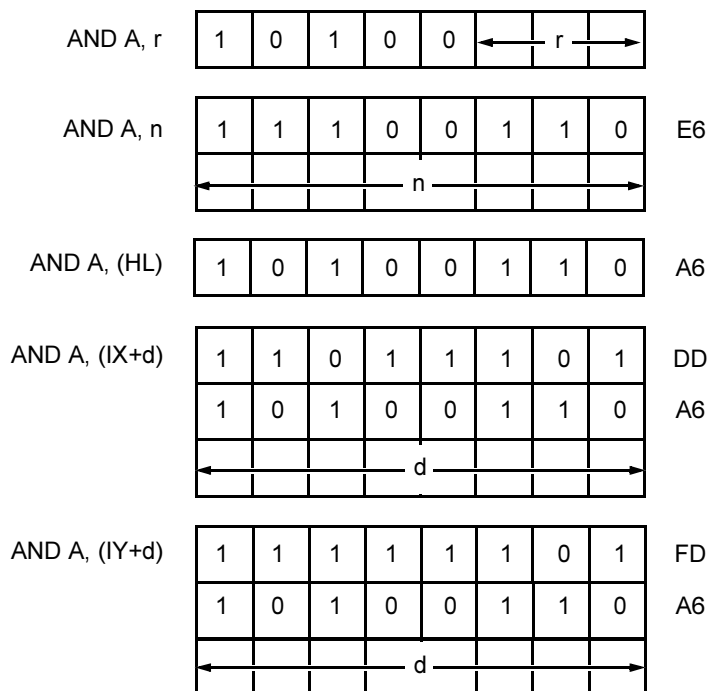 AND A, r 1 0 1 0 0 r
AND A, n 1 1 1 0 0 1 1 0 E6
n
AND A, (HL) 1 0 1 0 0 1 1 0 A6
AND A, (IX+d) 1 1 0 1 1 1 0 1 DD
1 0 1 0 0 1 1 0 A6
d
AND A, (IY+d) 1 1 1 1 1 1 0 1 FD
1 0 1 0 0 1 1 0 A6
d